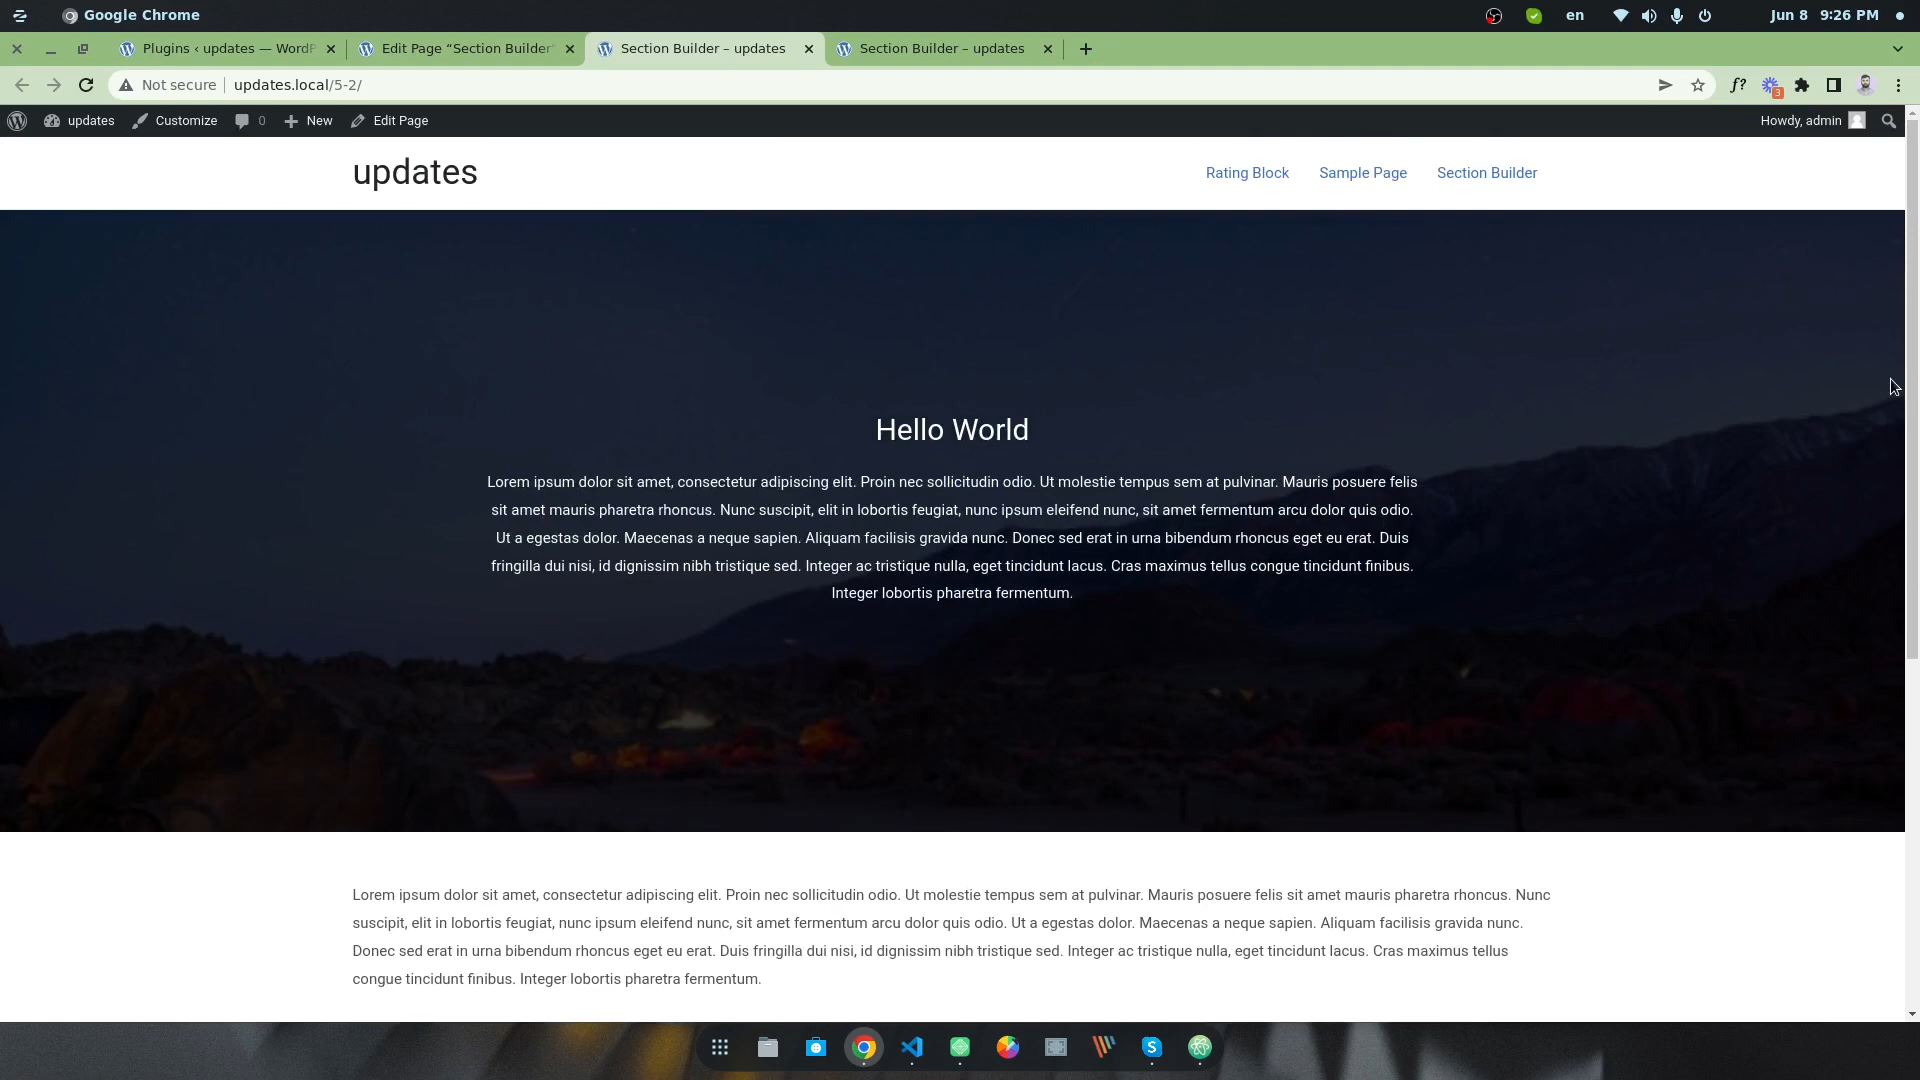 Google Chrome
en
Jun 8 9:26 PM
Plugins ‹ updates — WordP
Edit Page “Section Builder”
Section Builder – updates
Section Builder – updates
Not secure
updates.local/5-2/
f?
3
updates
Customize
0
New
Edit Page
Howdy, admin
updates
Rating Block
Sample Page
Section Builder
Hello World
Lorem ipsum dolor sit amet, consectetur adipiscing elit. Proin nec sollicitudin odio. Ut molestie tempus sem at pulvinar. Mauris posuere felis
sit amet mauris pharetra rhoncus. Nunc suscipit, elit in lobortis feugiat, nunc ipsum eleifend nunc, sit amet fermentum arcu dolor quis odio.
Ut a egestas dolor. Maecenas a neque sapien. Aliquam facilisis gravida nunc. Donec sed erat in urna bibendum rhoncus eget eu erat. Duis
fringilla dui nisi, id dignissim nibh tristique sed. Integer ac tristique nulla, eget tincidunt lacus. Cras maximus tellus congue tincidunt finibus.
Integer lobortis pharetra fermentum.
Lorem ipsum dolor sit amet, consectetur adipiscing elit. Proin nec sollicitudin odio. Ut molestie tempus sem at pulvinar. Mauris posuere felis sit amet mauris pharetra rhoncus. Nunc
suscipit, elit in lobortis feugiat, nunc ipsum eleifend nunc, sit amet fermentum arcu dolor quis odio. Ut a egestas dolor. Maecenas a neque sapien. Aliquam facilisis gravida nunc.
Donec sed erat in urna bibendum rhoncus eget eu erat. Duis fringilla dui nisi, id dignissim nibh tristique sed. Integer ac tristique nulla, eget tincidunt lacus. Cras maximus tellus
congue tincidunt finibus. Integer lobortis pharetra fermentum.